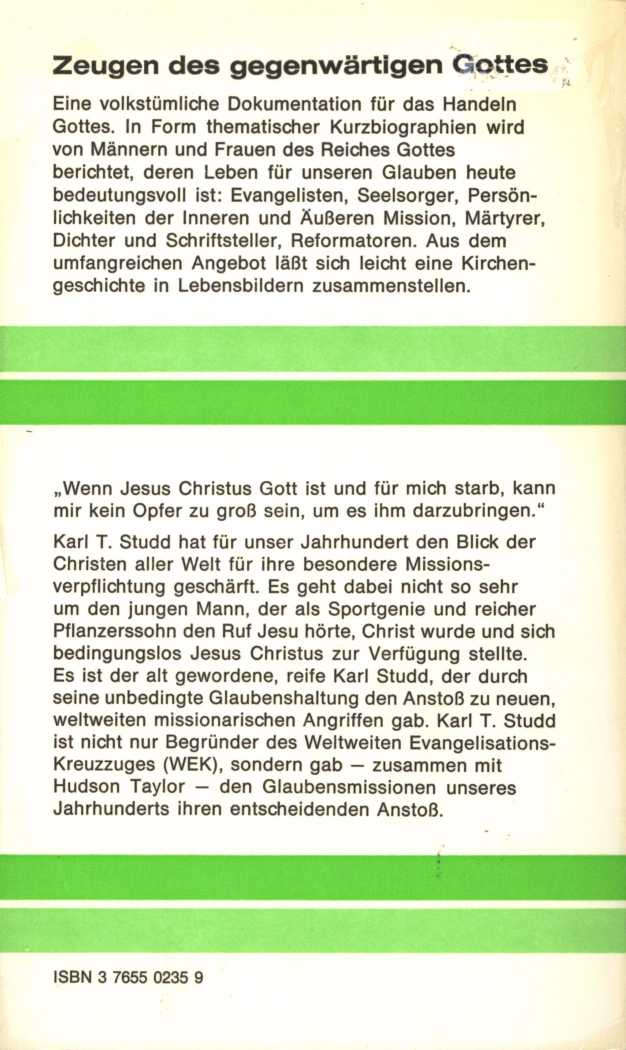 Zeugen des gegenwärtigen Gottes
Eine volkstümliche Dokumentation für das Handeln
Gottes. In Form thematischer Kurzbiographien wird
von Männern und Frauen des Reiches Gottes
berichtet, deren Leben für unseren Glauben heute
bedeutungsvoll ist: Evangelisten, Seelsorger, Persön-
lichkeiten der Inneren und Äußeren Mission, Märtyrer,
Dichter und Schriftsteller, Reformatoren. Aus dem
umfangreichen Angebot läßt sich leicht eine Kirchen-
geschichte in Lebensbildern zusammenstellen.
„Wenn Jesus Christus Gott ist und für mich starb, kann
mir kein Opfer zu groß sein, um es ihm darzubringen.“
Karl T. Studd hat für unser Jahrhundert den Blick der
Christen aller Welt für ihre besondere Missions-
verpflichtung geschärft. Es geht dabei nicht so sehr
um den jungen Mann, der als Sportgenie und reicher
Pflanzerssohn den Ruf Jesu hörte, Christ wurde und sich
bedingungslos Jesus Christus zur Verfügung stellte.
Es ist der alt gewordene, reife Karl Studd, der durch
seine unbedingte Glaubenshaltung den Anstoß zu neuen,
weltweiten missionarischen Angriffen gab. Karl T. Studd
ist nicht nur Begründer des Weltweiten Evangelisations-
Kreuzzuges (WEK), sondern gab — zusammen mit
Hudson Taylor — den Glaubensmissionen unseres
Jahrhunderts ihren entscheidenden Anstoß.
ISBN 3 7655 0235 9